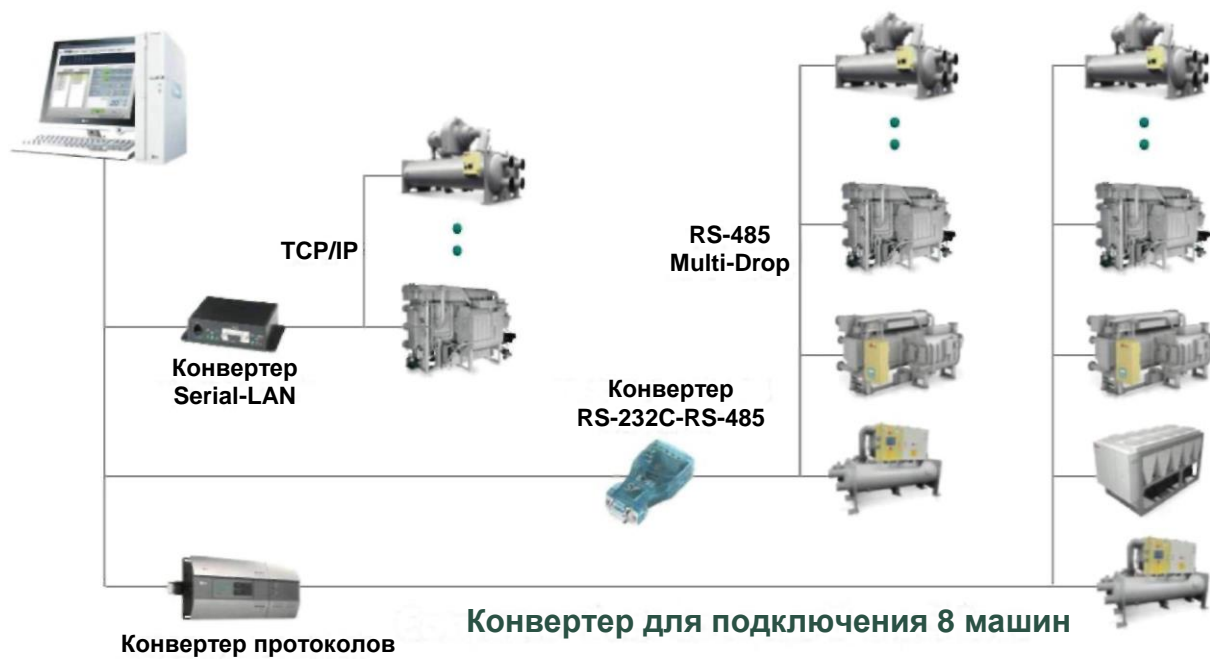 TCP/IP
RS-485
Multi-Drop
Конвертер
Serial-LAN
Конвертер
RS-232C-RS-485
Конвертер для подключения 8 машин
Конвертер протоколов